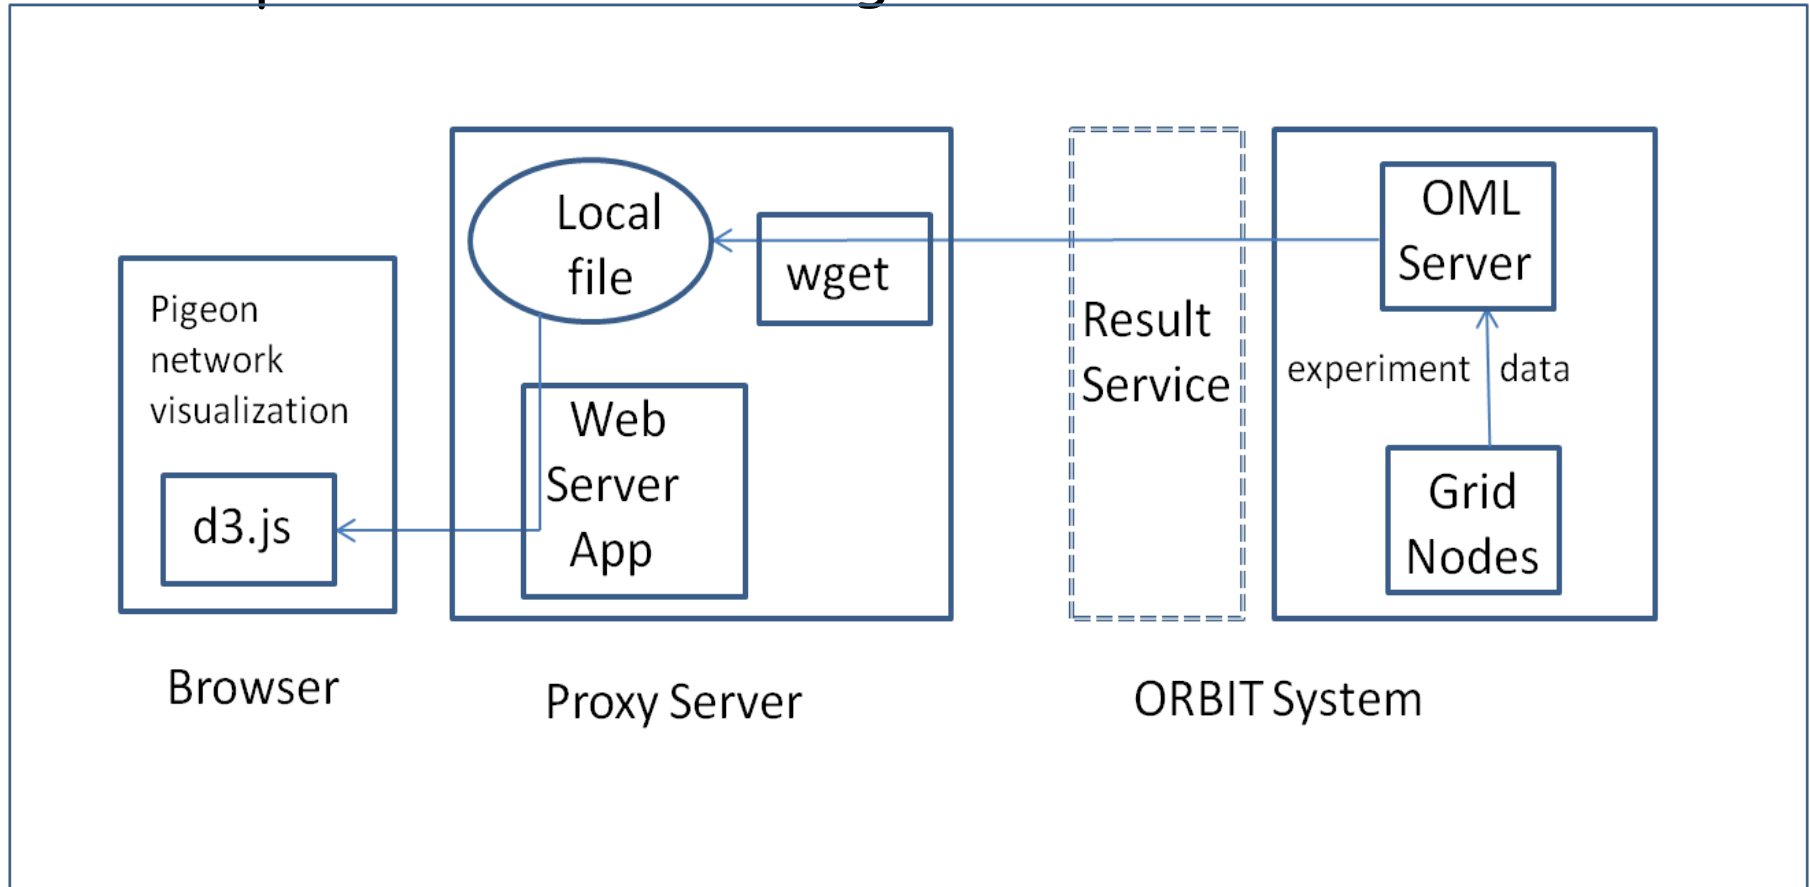 Pigeon
network
visualization
d3.js
Browser
Local
file
wget
Web
Server
App
Proxy Server
Result
Service
OML
Server
experiment data
Grid
Nodes
ORBIT System